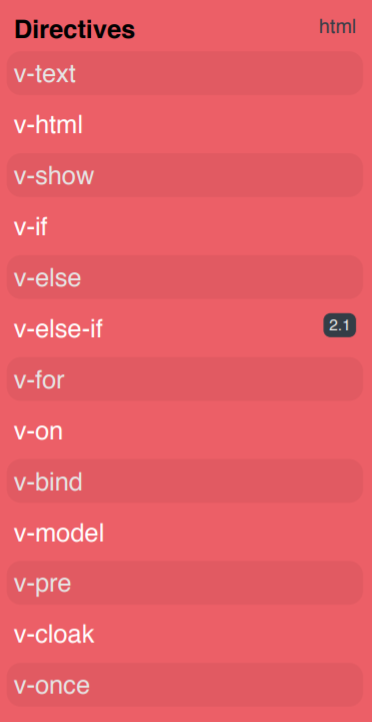 Directives html
v-text
v-html
v-show
v-if
v-else
v-else-if 2.1
v-for
v-on
v-bind
v-model
v-pre
v-cloak
v-once